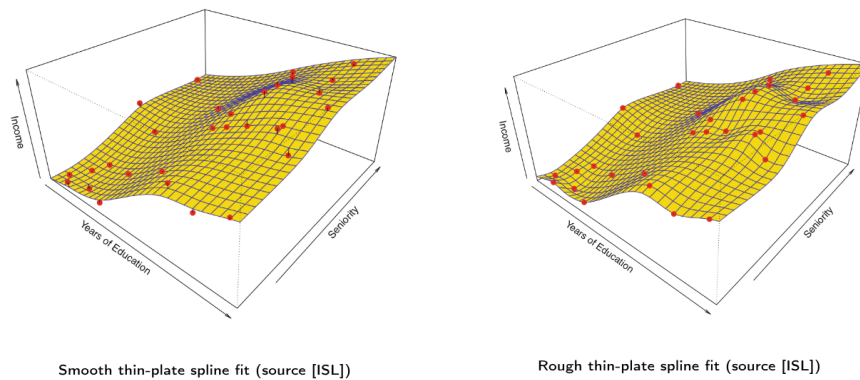 Income
Years of Education
Seniority
Smooth thin-plate spline fit (source [ISL])
Income
Years of Education
Seniority
Rough thin-plate spline fit (source [ISL])